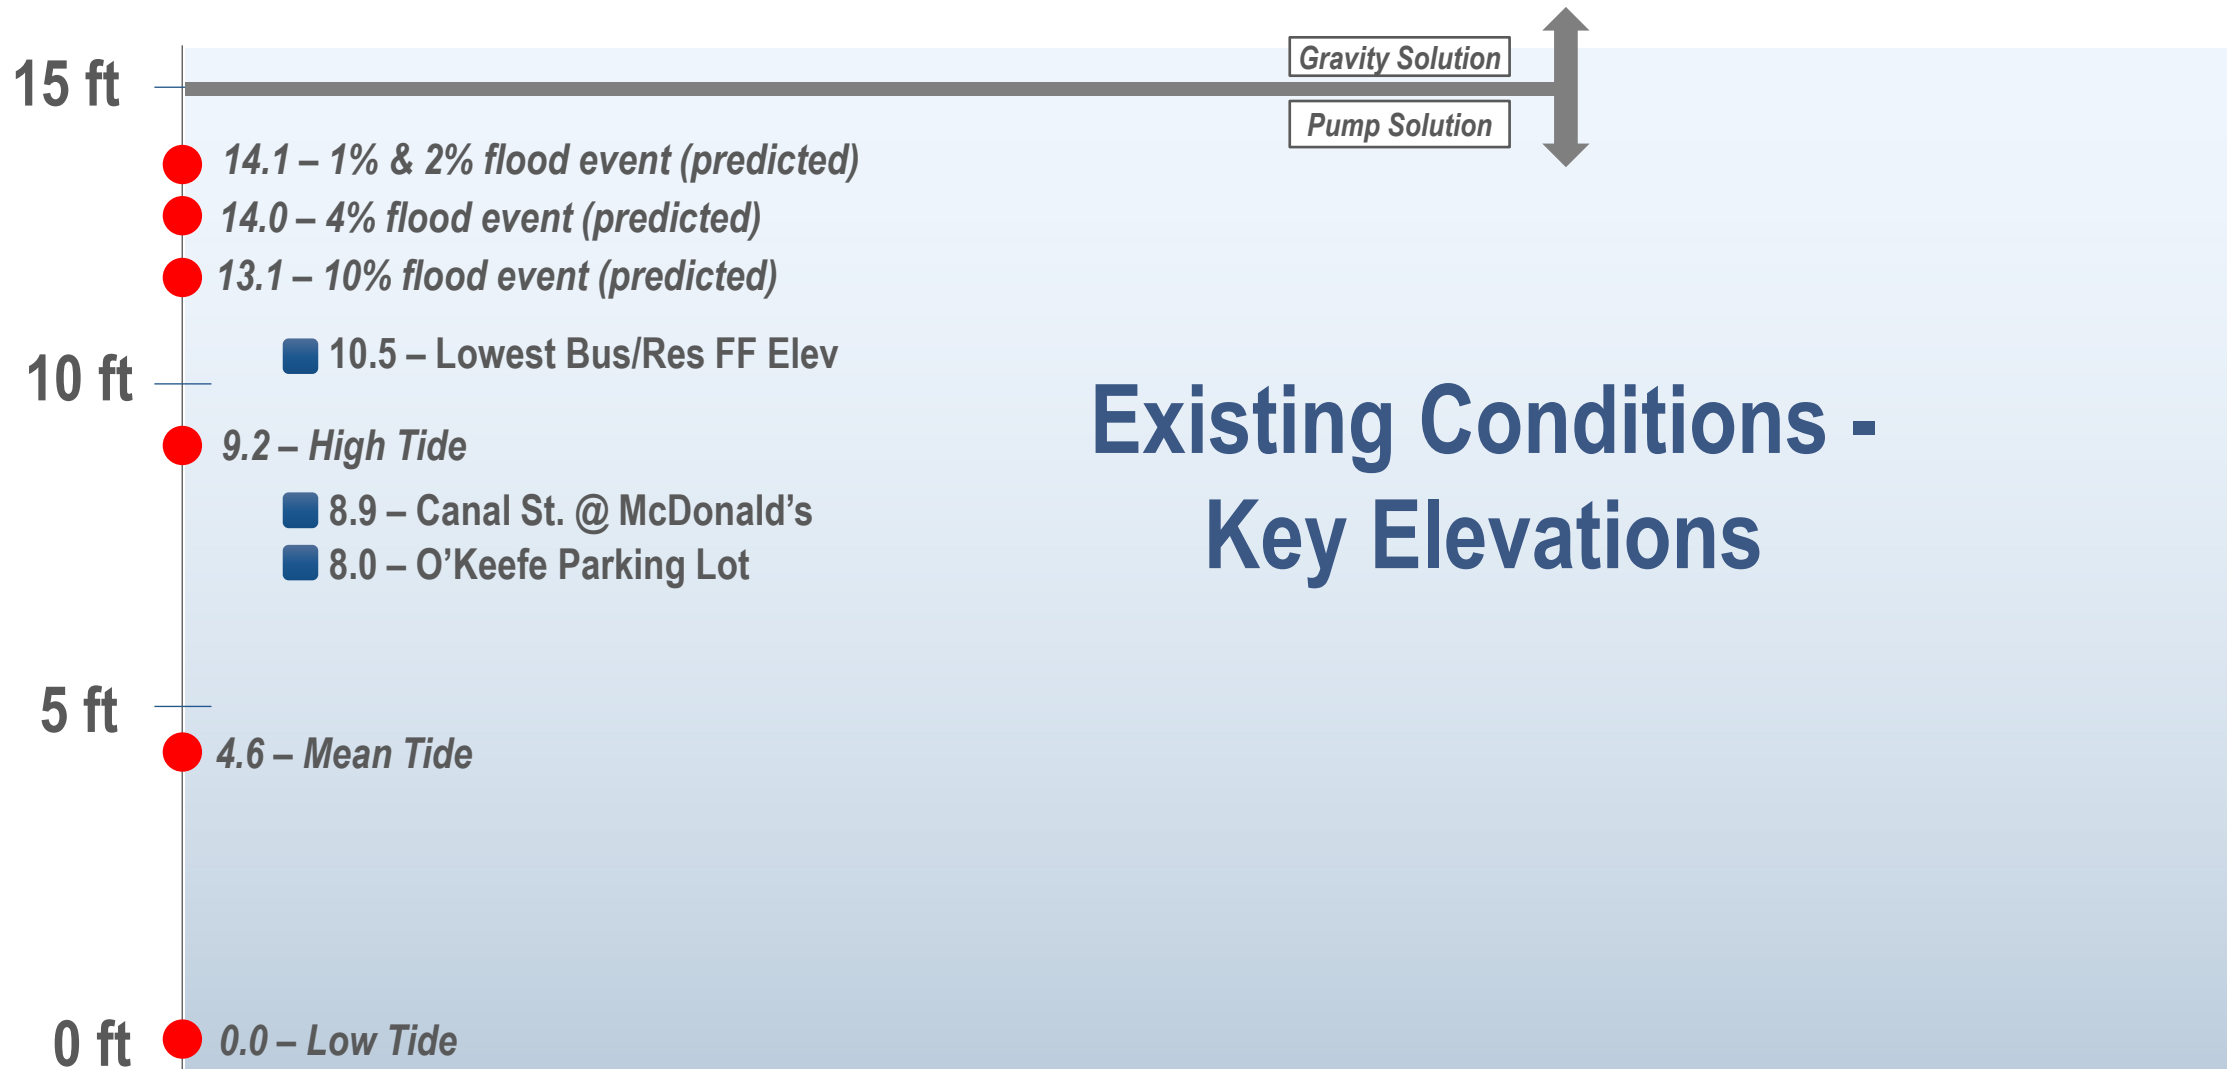 15 ft
Gravity Solution
Pump Solution
14.1 – 1% & 2% flood event (predicted)
14.0 – 4% flood event (predicted)
13.1 – 10% flood event (predicted)
10.5 – Lowest Bus/Res FF Elev
10 ft
9.2 – High Tide
8.9 – Canal St. @ McDonald’s
8.0 – O’Keefe Parking Lot
Existing Conditions -
Key Elevations
5 ft
4.6 – Mean Tide
0 ft
0.0 – Low Tide